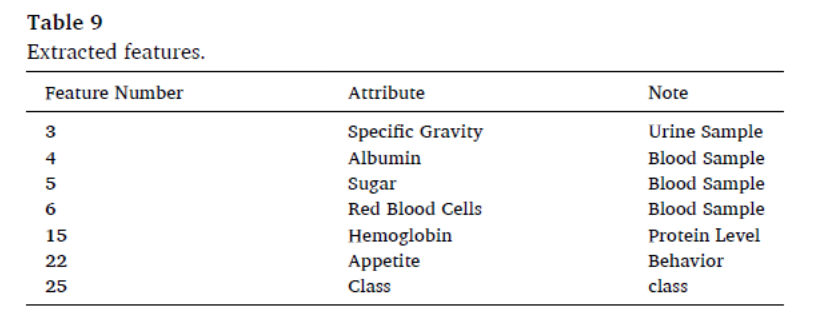 Table 9
Extracted features.
Feature Number Attribute Note
3 Specific Gravity Urine Sample
4 Albumin Blood Sample
5 Sugar Blood Sample
6 Red Blood Cells Blood Sample
15 Hemoglobin Protein Level
22 Appetite Behavior
25 Class class